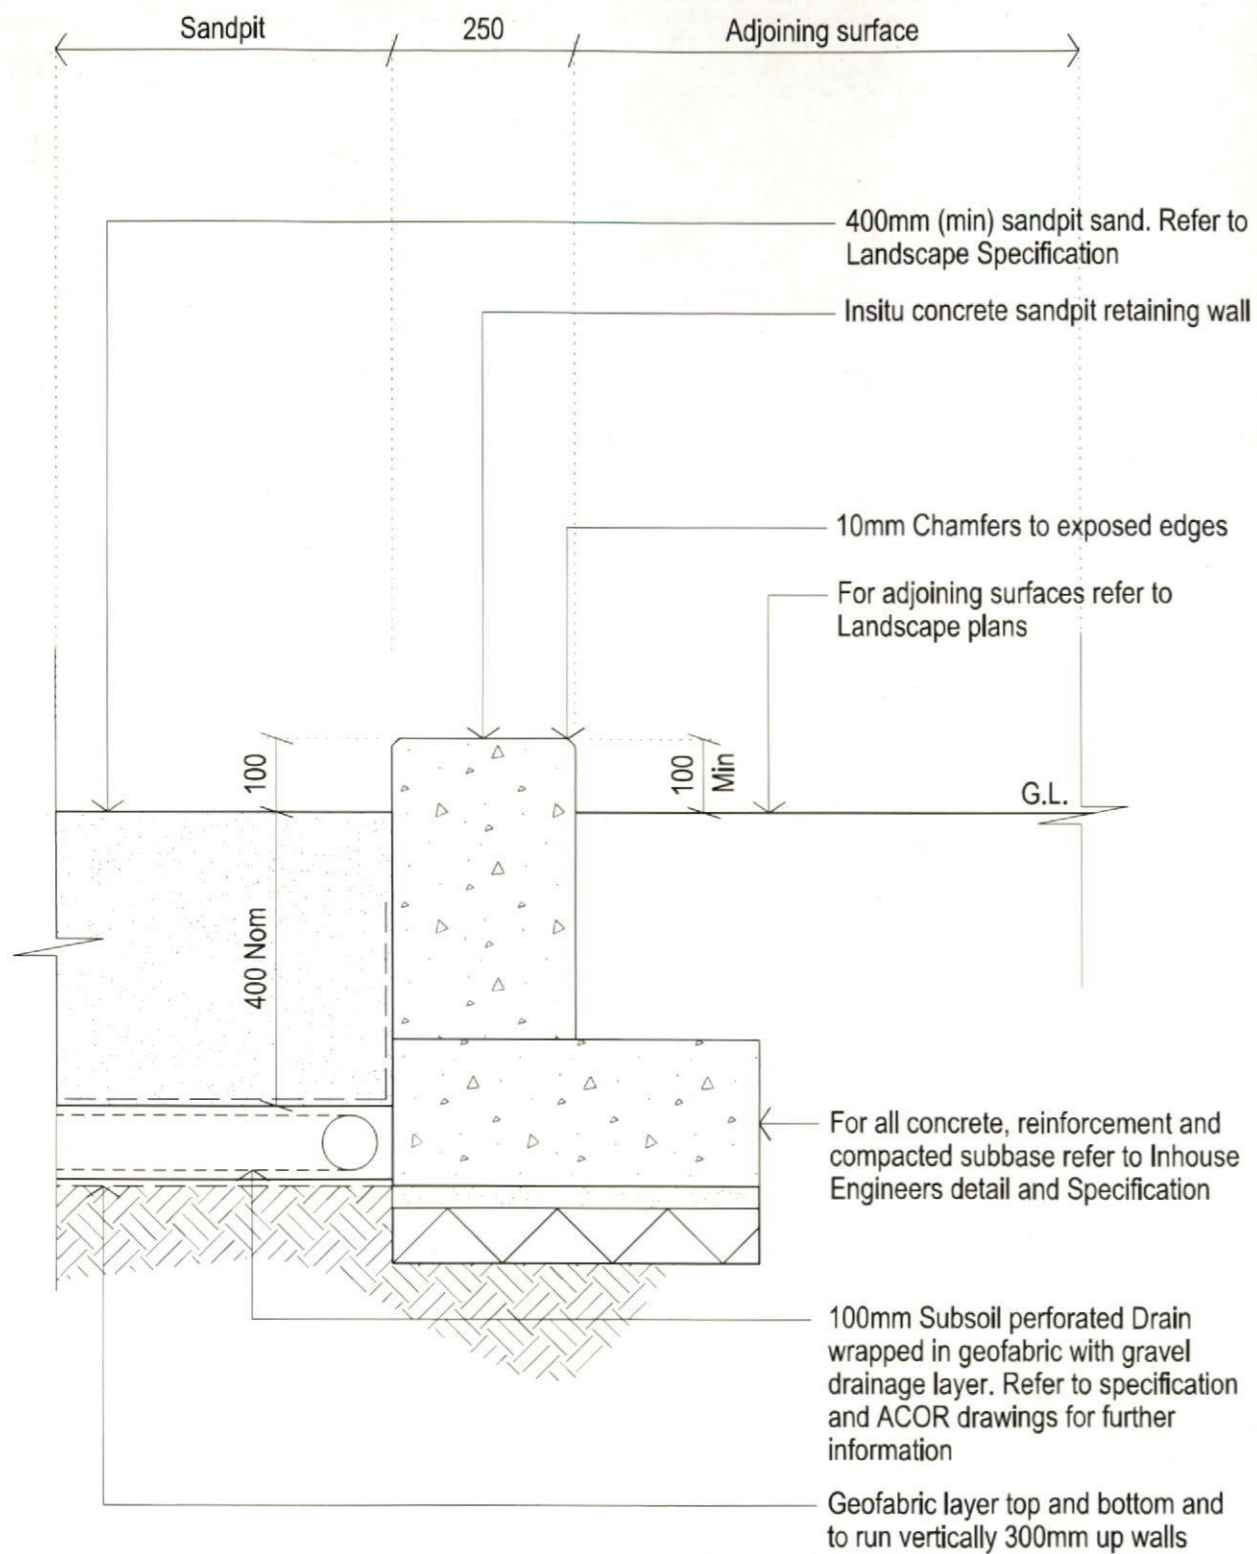 Sandpit
250
Adjoining surface
400mm (min) sandpit sand. Refer to
Landscape Specification
Insitu concrete sandpit retaining wall
10mm Chamfers to exposed edges
For adjoining surfaces refer to
Landscape plans
100
100
Min
G.L.
400 Nom
For all concrete, reinforcement and
compacted subbase refer to Inhouse
Engineers detail and Specification
100mm Subsoil perforated Drain
wrapped in geofabric with gravel
drainage layer. Refer to specification
and ACOR drawings for further
information
Geofabric layer top and bottom and
to run vertically 300mm up walls